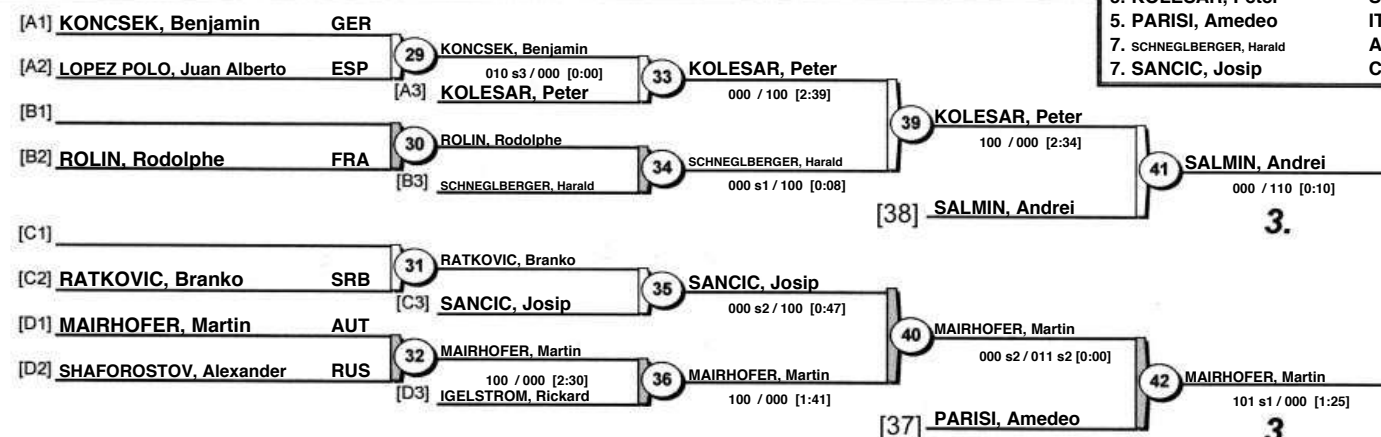 5. PARISI, Amedeo IT
7. SCHNEGLBERGER, Harald A
7. SANCIC, Josip C
[A1] KONCSEK, Benjamin GER
[A2] LOPEZ POLO, Juan Alberto ESP
29 KONCSEK, Benjamin
010 s3 / 000 [0:00]
[A3] KOLESAR, Peter
33 KOLESAR, Peter
000 / 100 [2:39]
[B1]
[B2] ROLIN, Rodolphe FRA
30 ROLIN, Rodolphe
[B3] SCHNEGLBERGER, Harald
34 SCHNEGLBERGER, Harald
000 s1 / 100 [0:08]
39 KOLESAR, Peter
100 / 000 [2:34]
[38] SALMIN, Andrei
41 SALMIN, Andrei
000 / 110 [0:10]
3.
[C1]
[C2] RATKOVIC, Branko SRB
31 RATKOVIC, Branko
[C3] SANCIC, Josip
35 SANCIC, Josip
000 s2 / 100 [0:47]
[D1] MAIRHOFER, Martin AUT
[D2] SHAFOROSTOV, Alexander RUS
32 MAIRHOFER, Martin
100 / 000 [2:30]
[D3] IGELSTROM, Rickard
36 MAIRHOFER, Martin
100 / 000 [1:41]
40 MAIRHOFER, Martin
000 s2 / 011 s2 [0:00]
[37] PARISI, Amedeo
42 MAIRHOFER, Martin
101 s1 / 000 [1:25]
3